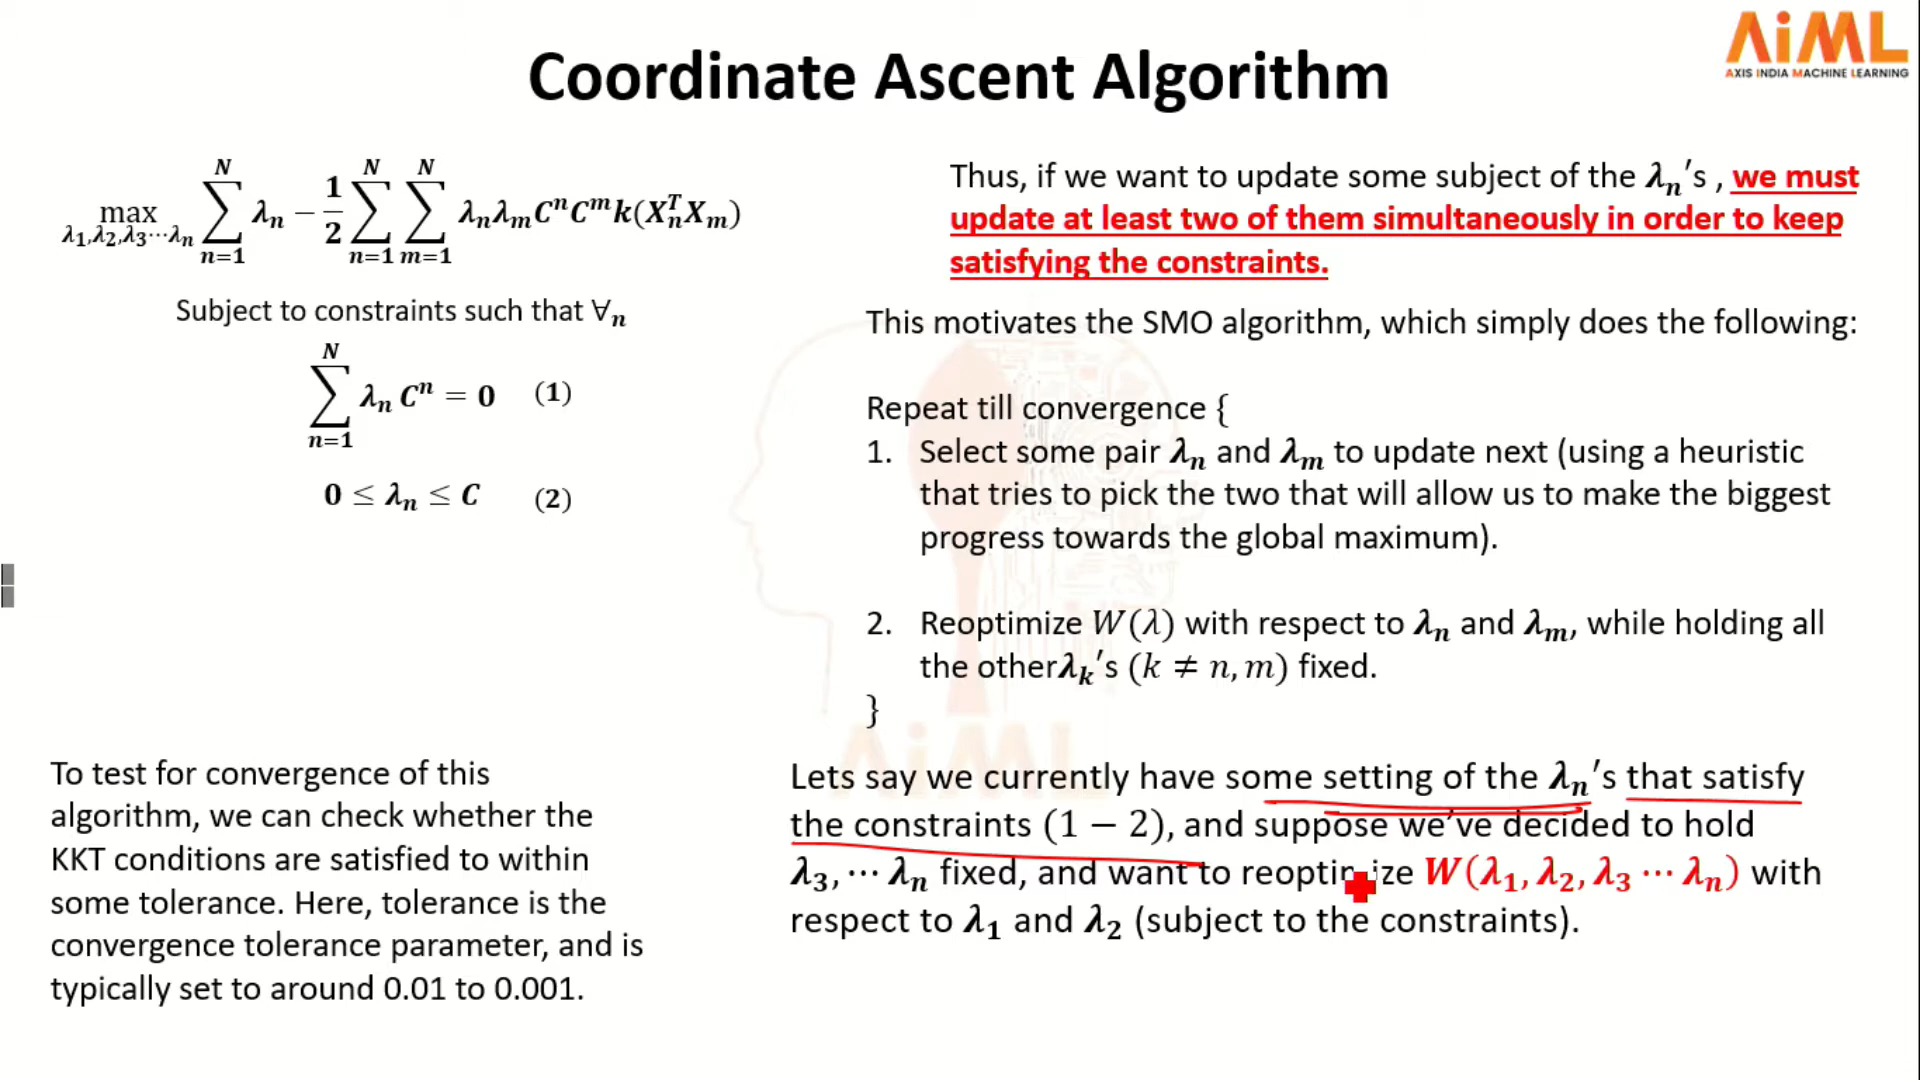 Coordinate Ascent Algorithm
AiML
AXIS INDIA MACHINE LEARNING
max_{λ₁,λ₂,λ₃⋯λₙ} ∑_{n=1}^{N} λₙ − 1/2 ∑_{n=1}^{N} ∑_{m=1}^{N} λₙλₘCⁿCᵐk(XₙᵀXₘ)
Subject to constraints such that ∀ₙ
∑_{n=1}^{N} λₙ Cⁿ = 0 (1)
0 ≤ λₙ ≤ C (2)
To test for convergence of this
algorithm, we can check whether the
KKT conditions are satisfied to within
some tolerance. Here, tolerance is the
convergence tolerance parameter, and is
typically set to around 0.01 to 0.001.
Thus, if we want to update some subject of the λₙ's , we must
update at least two of them simultaneously in order to keep
satisfying the constraints.
This motivates the SMO algorithm, which simply does the following:
Repeat till convergence {
1. Select some pair λₙ and λₘ to update next (using a heuristic
that tries to pick the two that will allow us to make the biggest
progress towards the global maximum).
2. Reoptimize W(λ) with respect to λₙ and λₘ, while holding all
the otherλₖ's (k ≠ n, m) fixed.
}
AiML
Lets say we currently have some setting of the λₙ's that satisfy
the constraints (1 − 2), and suppose we've decided to hold
λ₃, ⋯ λₙ fixed, and want to reoptimize W(λ₁, λ₂, λ₃ ⋯ λₙ) with
respect to λ₁ and λ₂ (subject to the constraints).